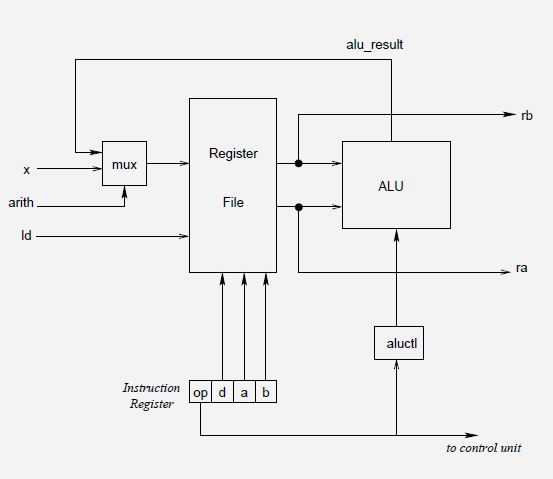 alu_result
rb
Register
mux
x
ALU
arith
File
ld
ra
aluctl
Instruction
Register
op d a b
to control unit